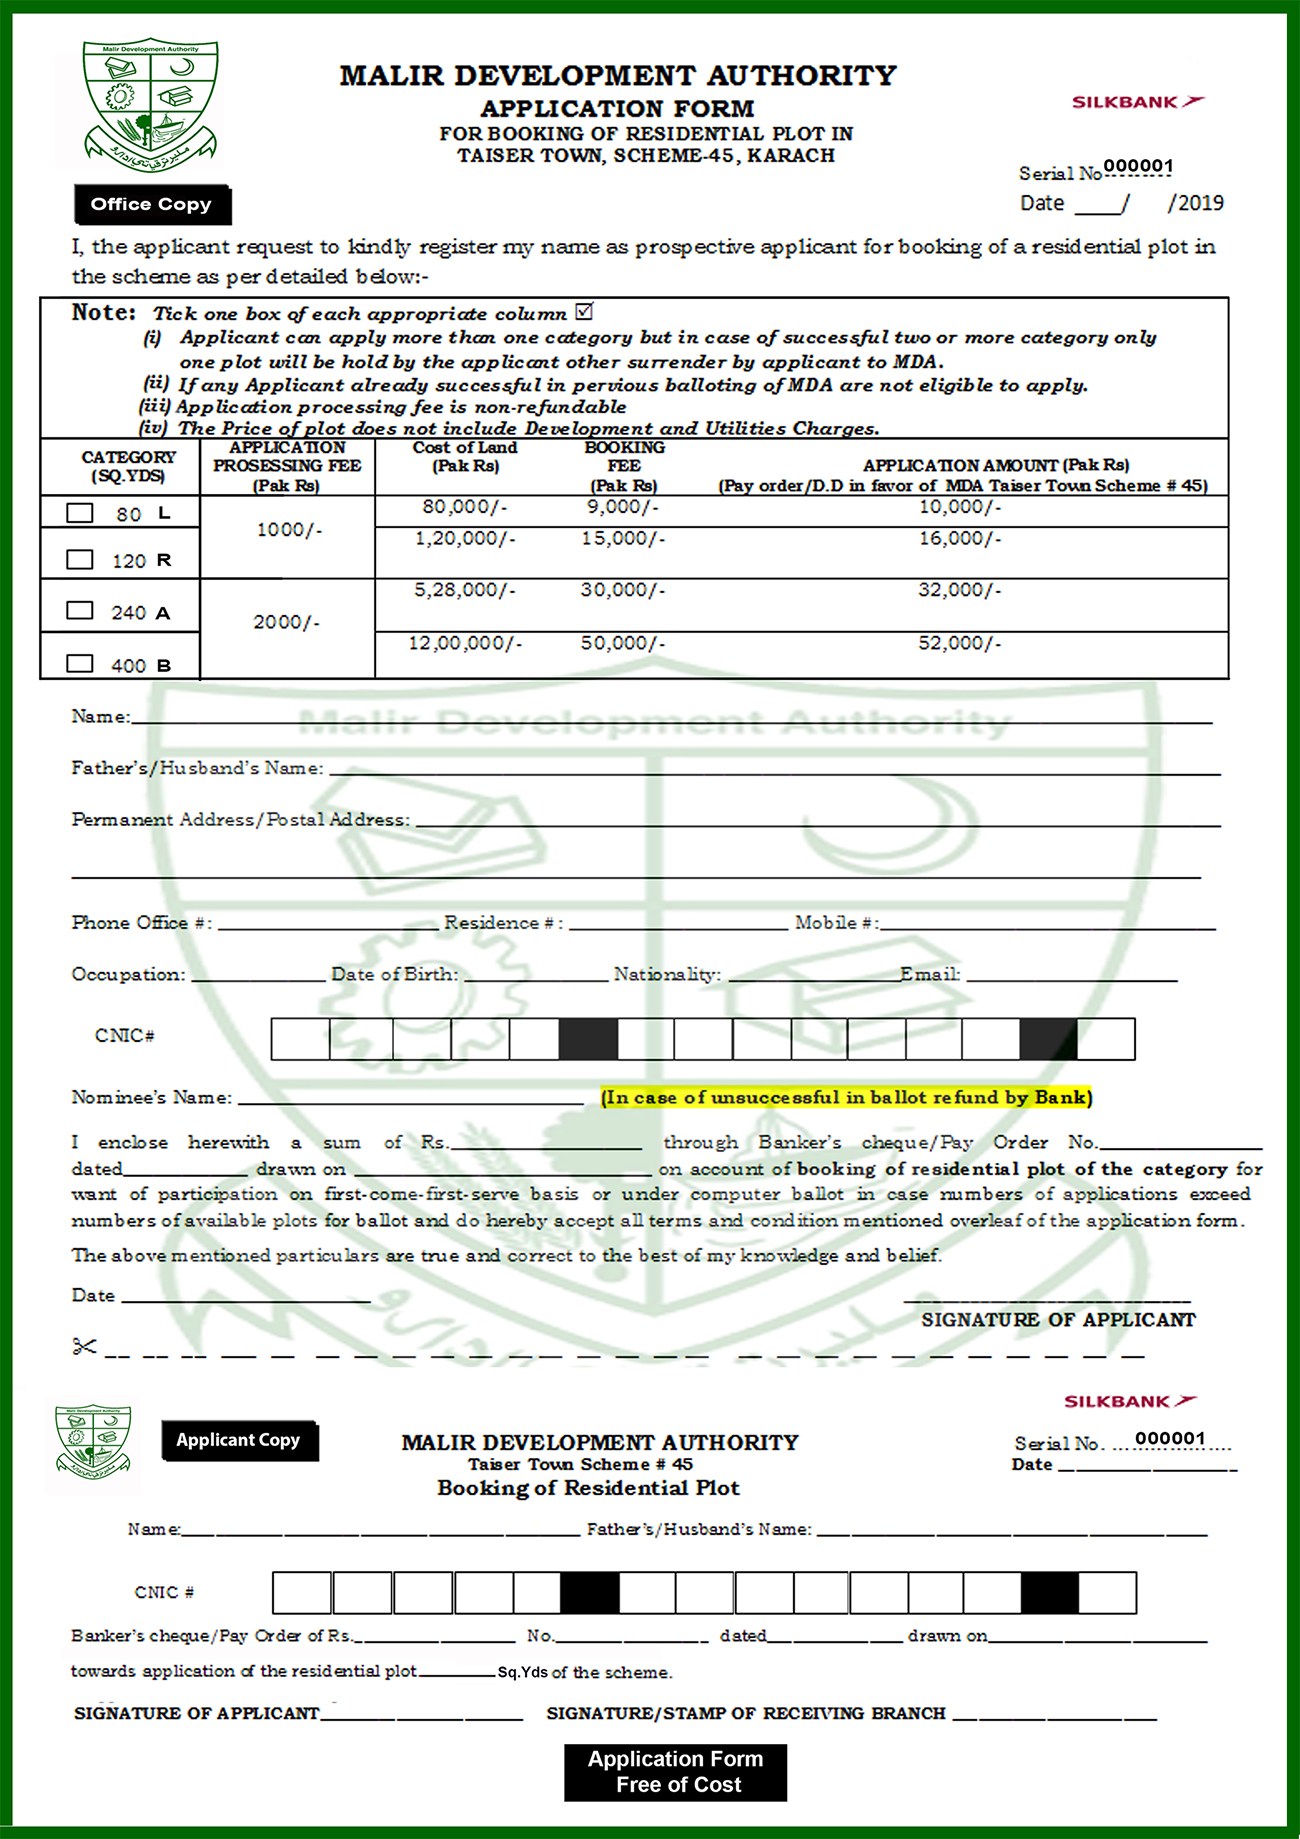 Malir Development Authority
ملير ترقياتي ادارو
MALIR DEVELOPMENT AUTHORITY
APPLICATION FORM
FOR BOOKING OF RESIDENTIAL PLOT IN
TAISER TOWN, SCHEME-45, KARACH
SILKBANK
Serial No 000001
Date ____/ /2019
Office Copy
I, the applicant request to kindly register my name as prospective applicant for booking of a residential plot in
the scheme as per detailed below:-
Note: Tick one box of each appropriate column ☑
(i) Applicant can apply more than one category but in case of successful two or more category only
one plot will be hold by the applicant other surrender by applicant to MDA.
(ii) If any Applicant already successful in pervious balloting of MDA are not eligible to apply.
(iii) Application processing fee is non-refundable
(iv) The Price of plot does not include Development and Utilities Charges.
CATEGORY (SQ.YDS) APPLICATION PROSESSING FEE (Pak Rs) Cost of Land (Pak Rs) BOOKING FEE (Pak Rs) APPLICATION AMOUNT (Pak Rs) (Pay order/D.D in favor of MDA Taiser Town Scheme # 45)
80 L 1000/- 80,000/- 9,000/- 10,000/-
120 R 1,20,000/- 15,000/- 16,000/-
240 A 2000/- 5,28,000/- 30,000/- 32,000/-
400 B 12,00,000/- 50,000/- 52,000/-
Malir Development Authority
Name:
Father's/Husband's Name:
Permanent Address/Postal Address:
Phone Office #: Residence #: Mobile #:
Occupation: Date of Birth: Nationality: Email:
CNIC#
Nominee's Name: (In case of unsuccessful in ballot refund by Bank)
I enclose herewith a sum of Rs. through Banker's cheque/Pay Order No.
dated drawn on on account of booking of residential plot of the category for
want of participation on first-come-first-serve basis or under computer ballot in case numbers of applications exceed
numbers of available plots for ballot and do hereby accept all terms and condition mentioned overleaf of the application form.
The above mentioned particulars are true and correct to the best of my knowledge and belief.
Date
SIGNATURE OF APPLICANT
Malir Development Authority
ملير ترقياتي ادارو
Applicant Copy
MALIR DEVELOPMENT AUTHORITY
Taiser Town Scheme # 45
Booking of Residential Plot
SILKBANK
Serial No. ...000001....
Date
Name: Father's/Husband's Name:
CNIC #
Banker's cheque/Pay Order of Rs. No. dated drawn on
towards application of the residential plot Sq.Yds of the scheme.
SIGNATURE OF APPLICANT SIGNATURE/STAMP OF RECEIVING BRANCH
Application Form
Free of Cost